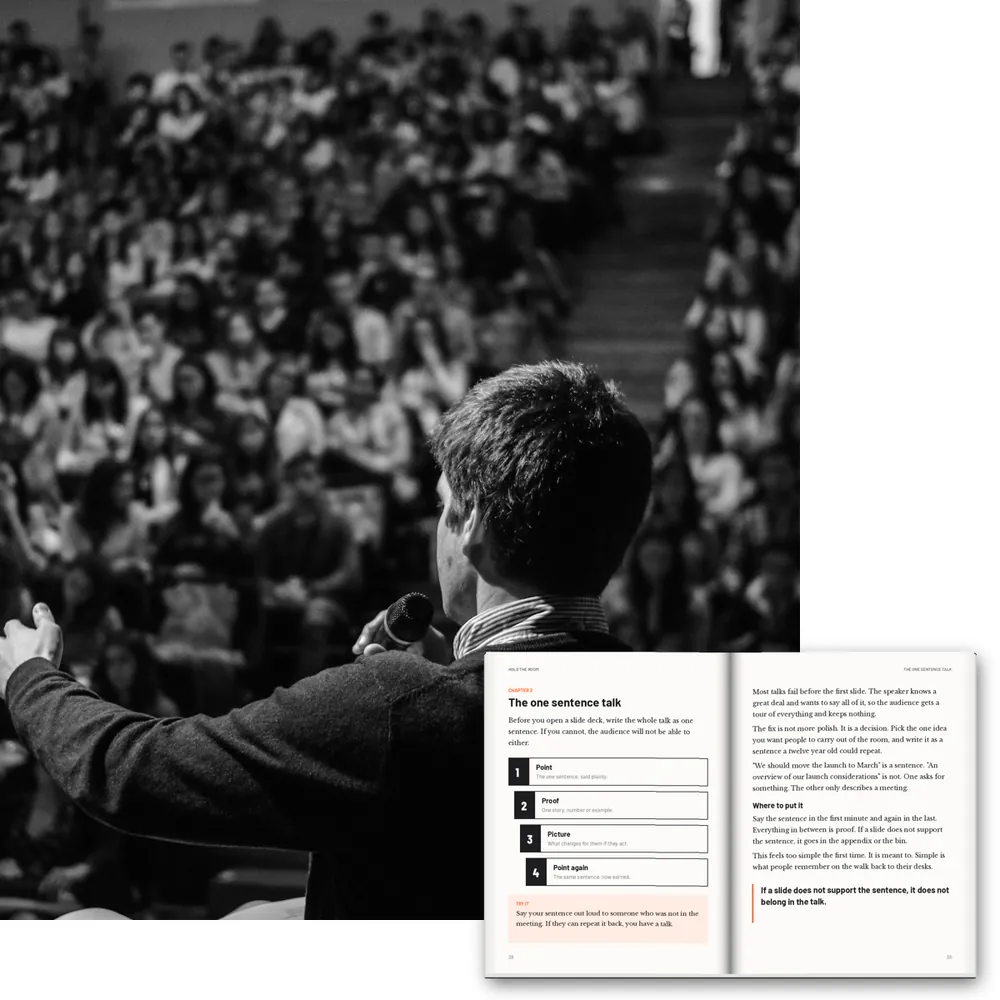 HOLD THE ROOM
CHAPTER 2
The one sentence talk
Before you open a slide deck, write the whole talk as one
sentence. If you cannot, the audience will not be able to
either.
1
Point
The one sentence, said plainly.
2
Proof
One story, number or example.
3
Picture
What changes for them if they act.
4
Point again
The same sentence, now earned.
TRY IT
Say your sentence out loud to someone who was not in the
meeting. If they can repeat it back, you have a talk.
THE ONE SENTENCE TALK
Most talks fail before the first slide. The speaker knows a
great deal and wants to say all of it, so the audience gets a
tour of everything and keeps nothing.
The fix is not more polish. It is a decision. Pick the one idea
you want people to carry out of the room, and write it as a
sentence a twelve year old could repeat.
"We should move the launch to March" is a sentence. "An
overview of our launch considerations" is not. One asks for
something. The other only describes a meeting.
Where to put it
Say the sentence in the first minute and again in the last.
Everything in between is proof. If a slide does not support
the sentence, it goes in the appendix or the bin.
This feels too simple the first time. It is meant to. Simple is
what people remember on the walk back to their desks.
If a slide does not support the sentence, it does not
belong in the talk.